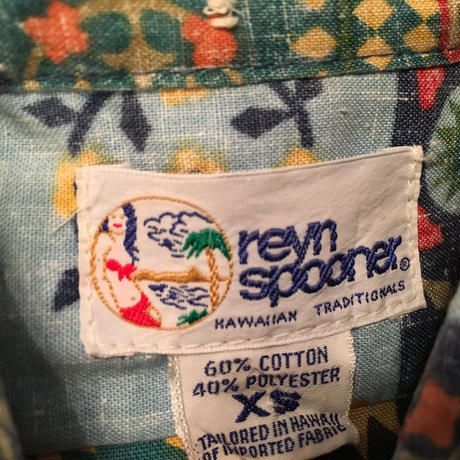 reyn
spooner®
HAWAIIAN TRADITIONALS
60% COTTON
40% POLYESTER
XS
TAILORED IN HAWAII
OF IMPORTED FABRIC